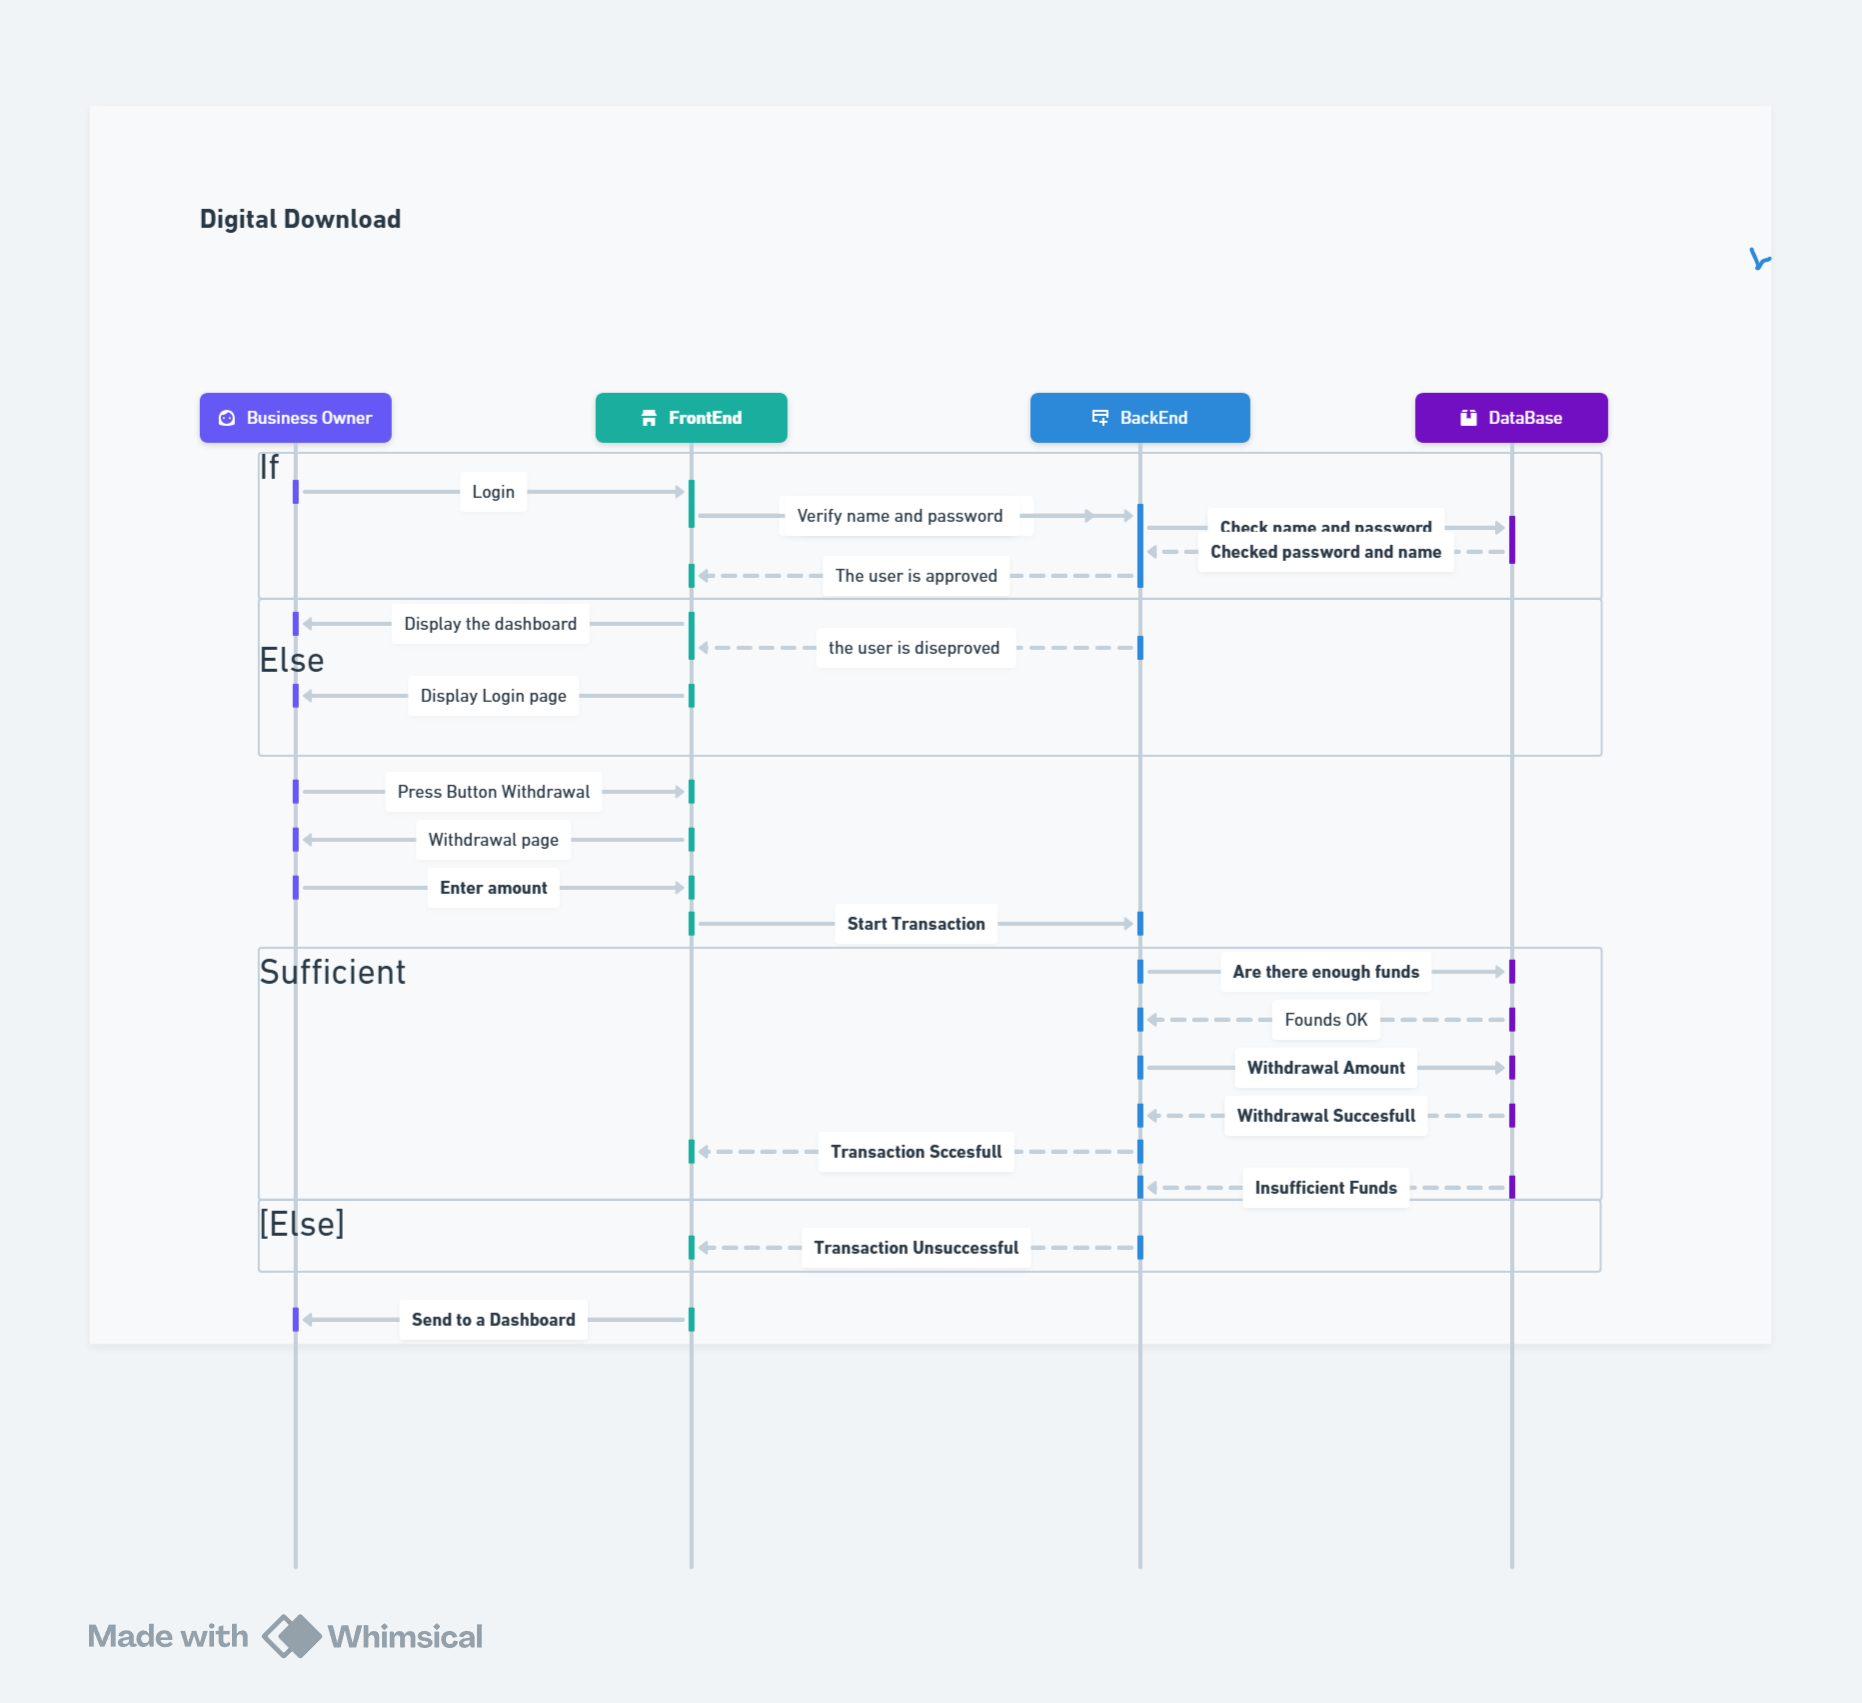 Digital Download
Business Owner
FrontEnd
BackEnd
DataBase
If
Login
Verify name and password
Check name and password
Checked password and name
The user is approved
Display the dashboard
the user is diseproved
Else
Display Login page
Press Button Withdrawal
Withdrawal page
Enter amount
Start Transaction
Sufficient
Are there enough funds
Founds OK
Withdrawal Amount
Withdrawal Succesfull
Transaction Sccesfull
Insufficient Funds
[Else]
Transaction Unsuccessful
Send to a Dashboard
Made with Whimsical